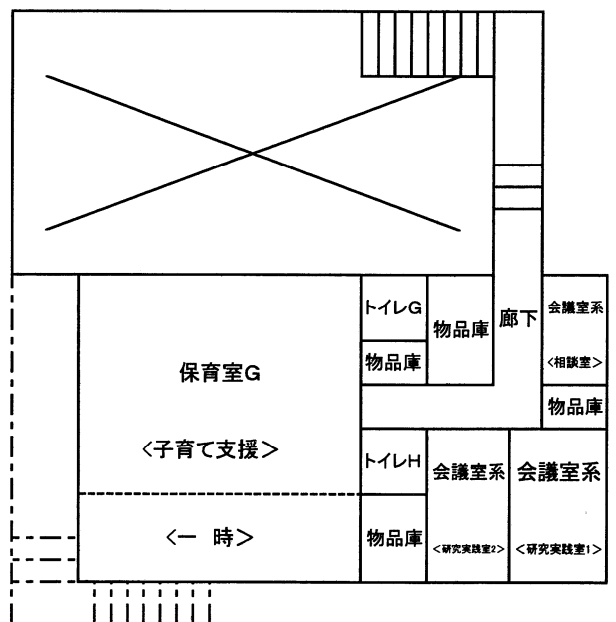 トイレG
物品庫
廊下
会議室系
<相談室>
物品庫
保育室G
<子育て支援>
物品庫
トイレH
会議室系
会議室系
<一 時>
物品庫
<研究実践室2>
<研究実践室1>